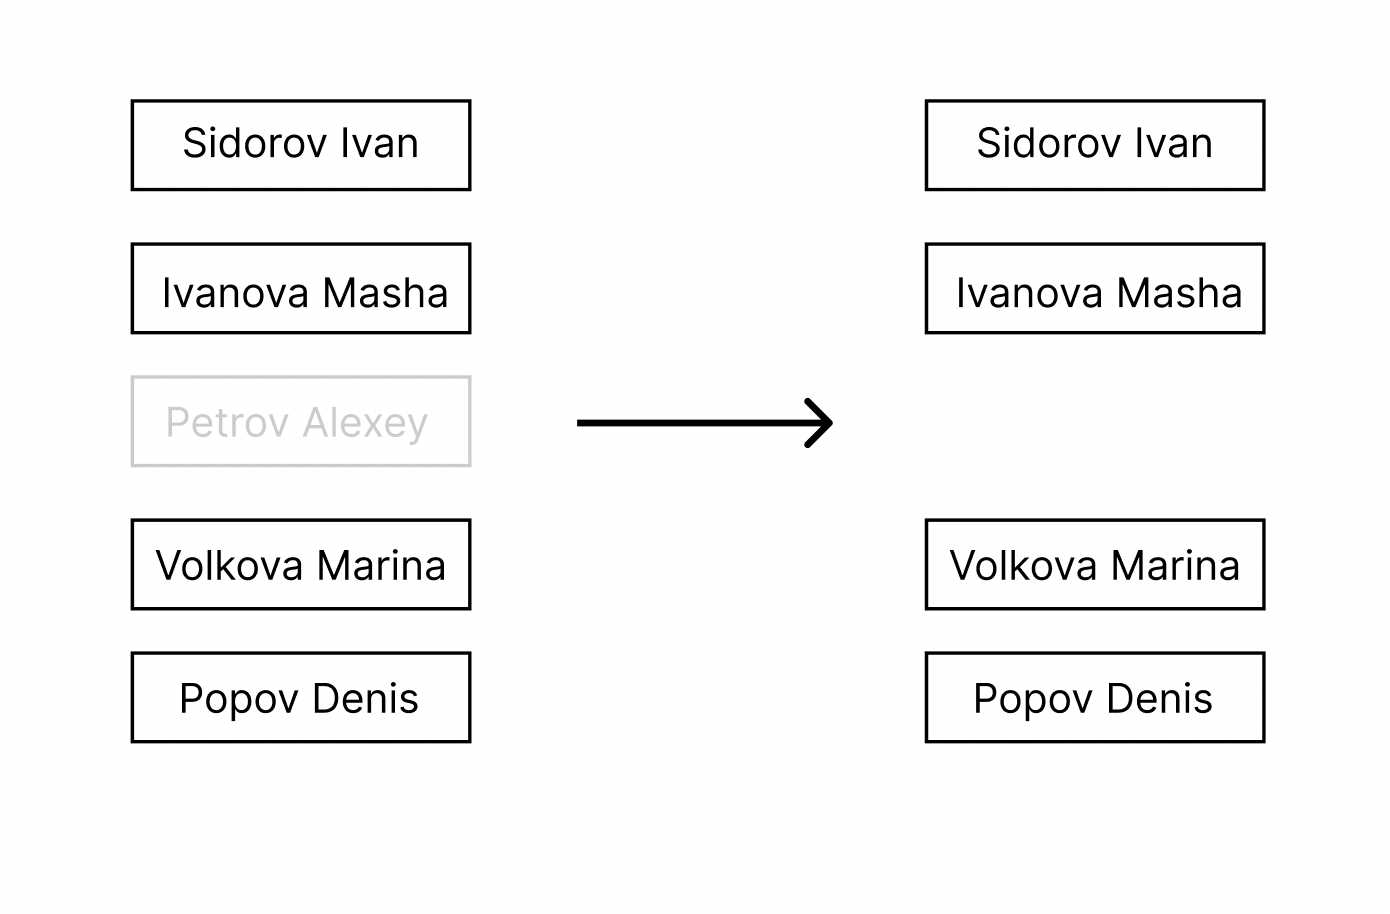 Sidorov Ivan
Ivanova Masha
Petrov Alexey
Volkova Marina
Popov Denis
Sidorov Ivan
Ivanova Masha
Volkova Marina
Popov Denis